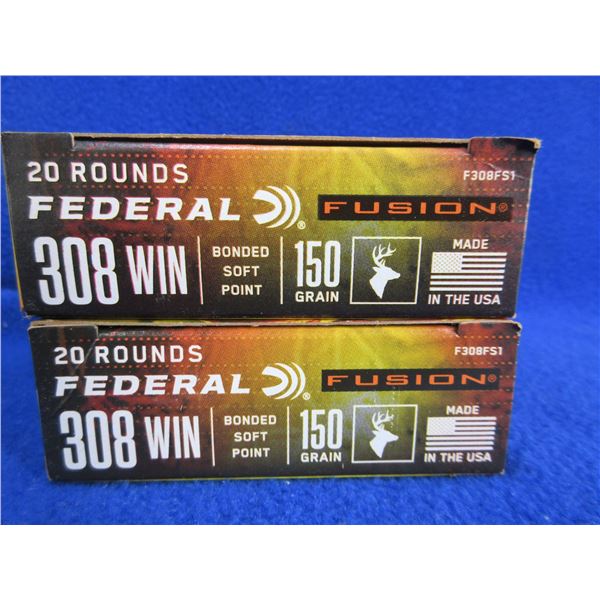 20 ROUNDS F308FS1
FEDERAL® FUSION®
308 WIN BONDED SOFT POINT 150 GRAIN MADE IN THE USA
20 ROUNDS F308FS1
FEDERAL® FUSION®
308 WIN BONDED SOFT POINT 150 GRAIN MADE IN THE USA